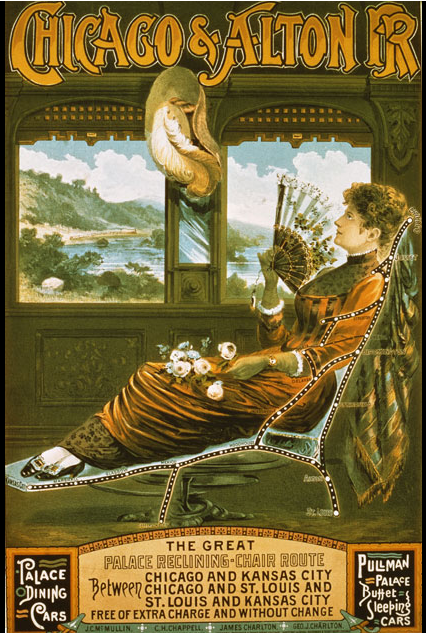 CHICAGO & ALTON RR
THE GREAT
PALACE RECLINING-CHAIR ROUTE
Between
CHICAGO AND KANSAS CITY
CHICAGO AND ST. LOUIS AND
ST. LOUIS AND KANSAS CITY
FREE OF EXTRA CHARGE AND WITHOUT CHANGE
J.C. McMULLIN. C.H. CHAPPELL. JAMES CHARLTON. GEO. J. CHARLTON.
PALACE
DINING
CARS
PULLMAN
PALACE
Buffet
Sleeping
CARS